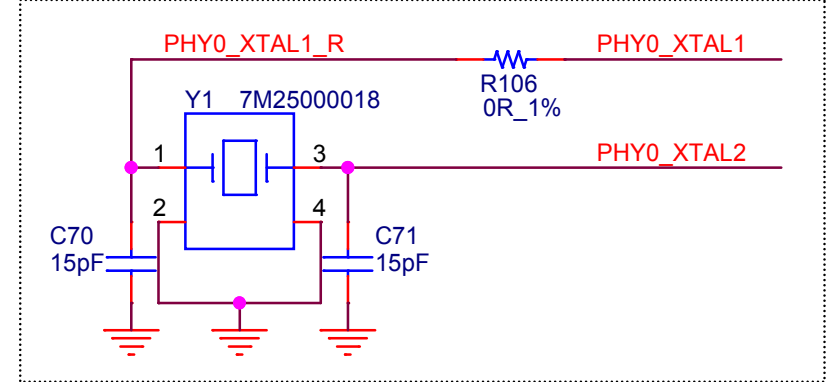 PHY0_XTAL1_R
PHY0_XTAL1
R106
0R_1%
Y1 7M25000018
1
3
PHY0_XTAL2
2
4
C70
15pF
C71
15pF